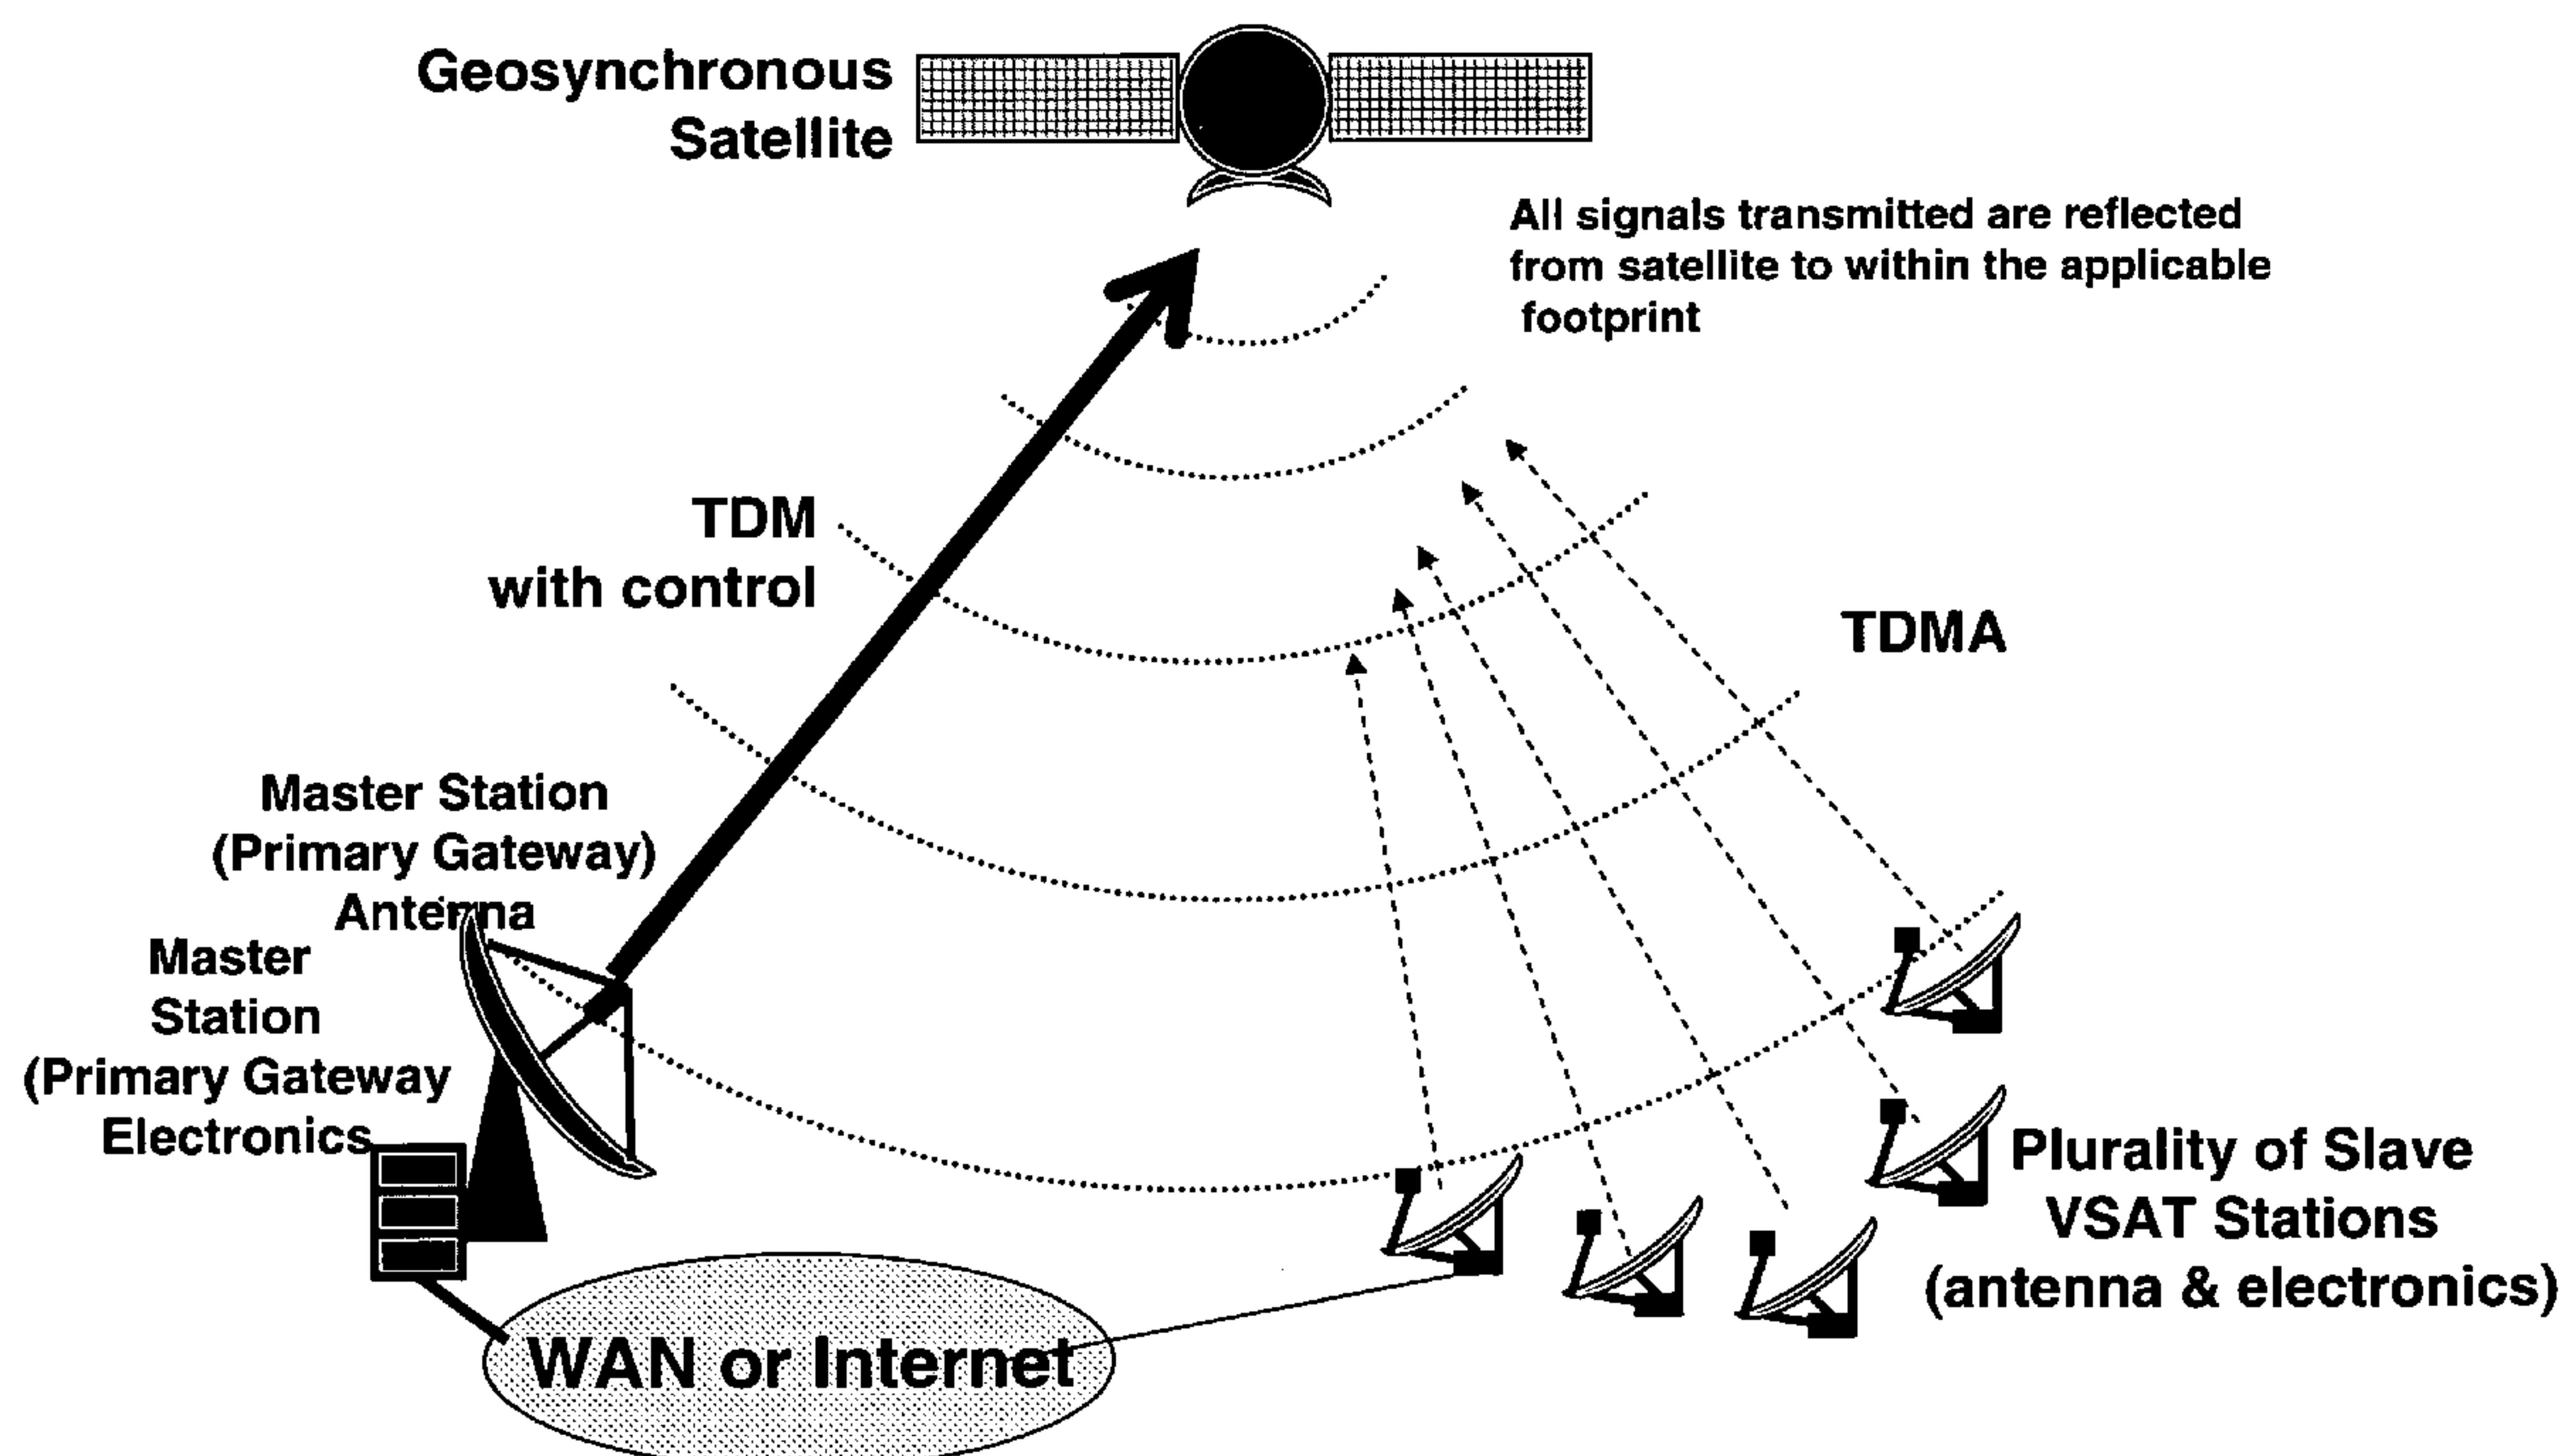 Geosynchronous
Satellite
All signals transmitted are reflected
from satellite to within the applicable
footprint
TDM
with control
TDMA
Master Station
(Primary Gateway)
Antenna
Master
Station
(Primary Gateway
Electronics
Plurality of Slave
VSAT Stations
(antenna & electronics)
WAN or Internet